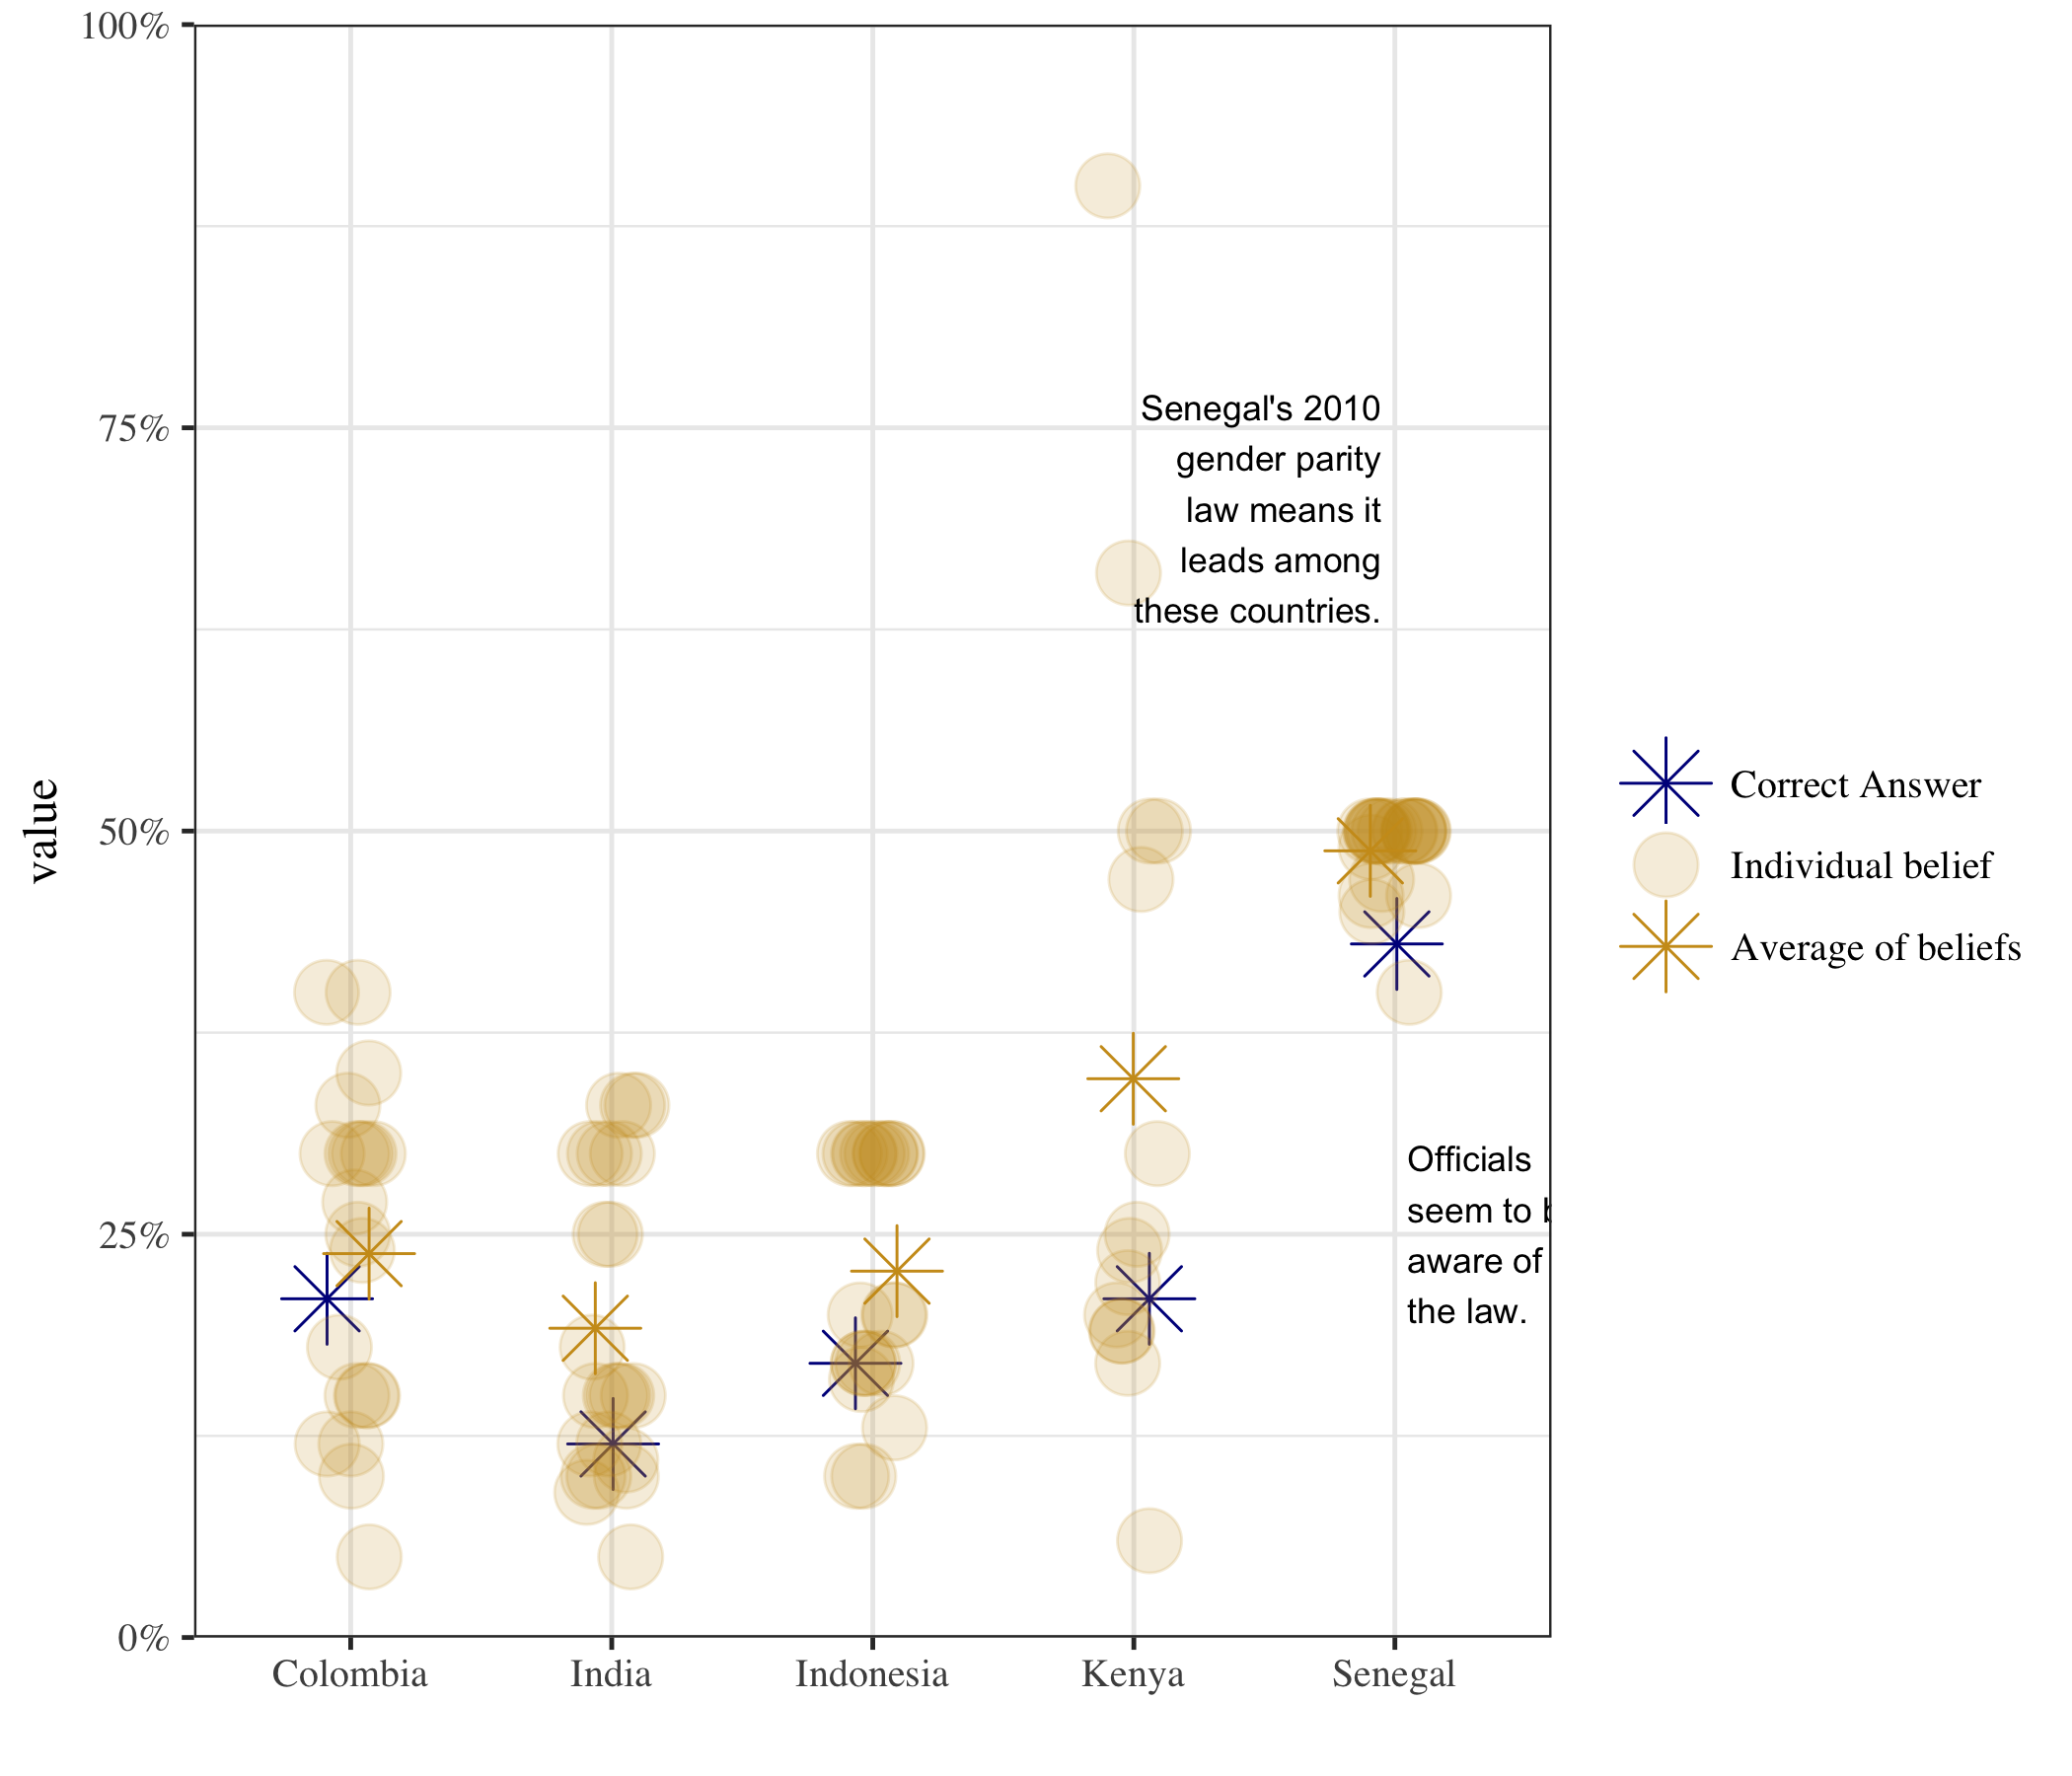 100%
75%
50%
25%
0%
value
Senegal's 2010
gender parity
law means it
leads among
these countries.
Officials
seem to
aware of
the law.
Colombia
India
Indonesia
Kenya
Senegal
Correct Answer
Individual belief
Average of beliefs